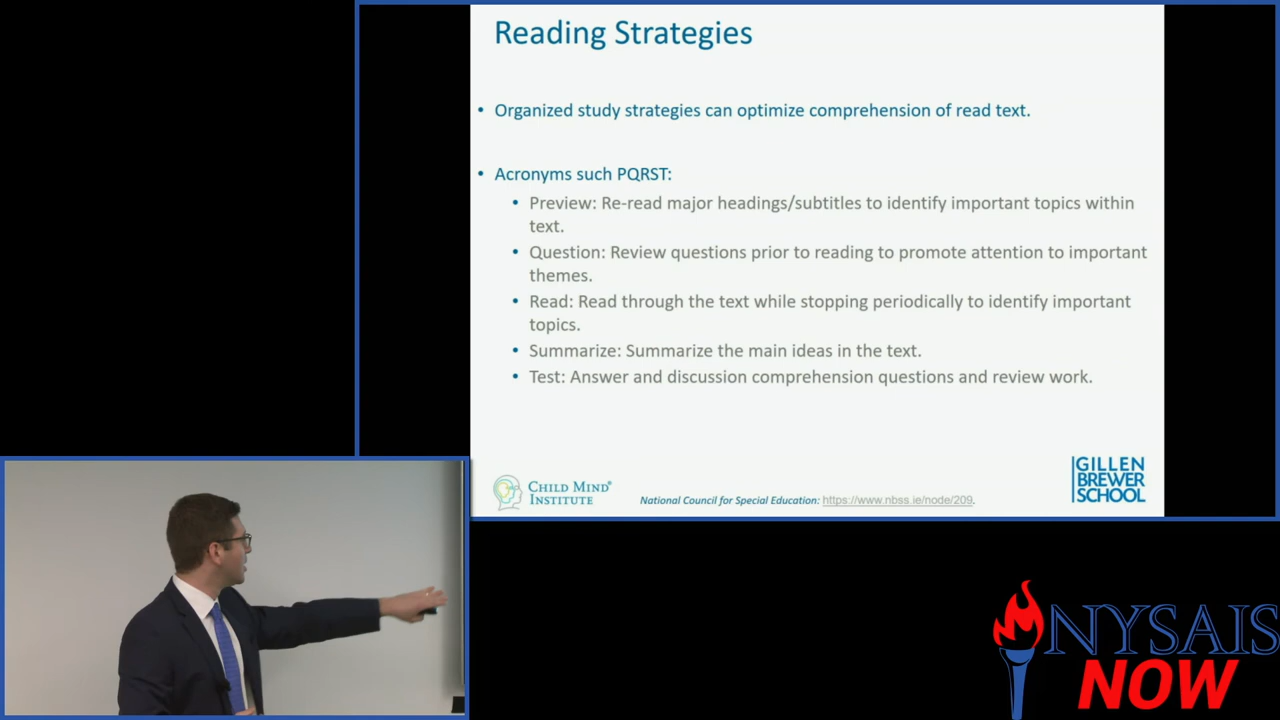 Reading Strategies
• Organized study strategies can optimize comprehension of read text.
• Acronyms such PQRST:
• Preview: Re-read major headings/subtitles to identify important topics within
text.
• Question: Review questions prior to reading to promote attention to important
themes.
• Read: Read through the text while stopping periodically to identify important
topics.
• Summarize: Summarize the main ideas in the text.
• Test: Answer and discussion comprehension questions and review work.
CHILD MIND®
INSTITUTE
National Council for Special Education: https://www.nbss.ie/node/209.
GILLEN
BREWER
SCHOOL
NYSAIS
NOW